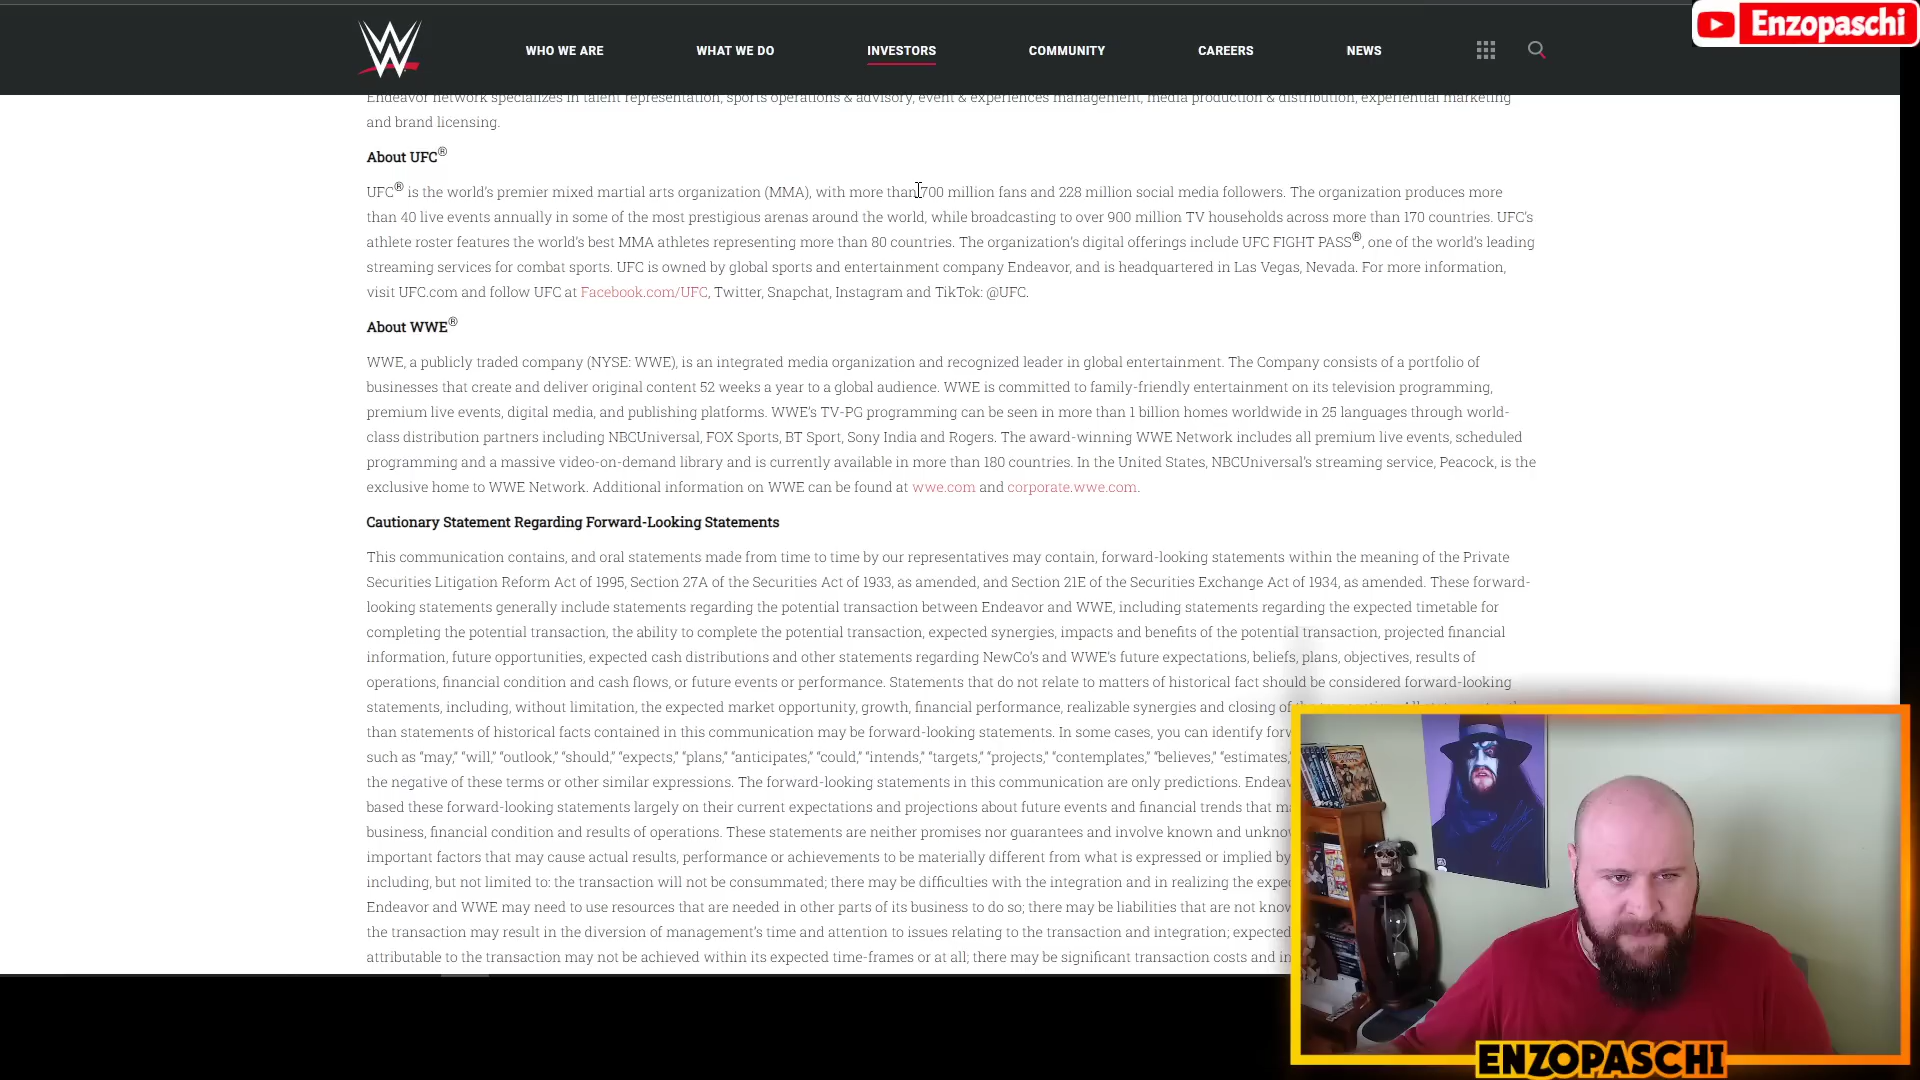 WHO WE ARE WHAT WE DO INVESTORS COMMUNITY CAREERS NEWS
Enzopaschi
Endeavor network specializes in talent representation, sports operations & advisory, event & experiences management, media production & distribution, experiential marketing
and brand licensing.
About UFC®
UFC® is the world's premier mixed martial arts organization (MMA), with more than 700 million fans and 228 million social media followers. The organization produces more
than 40 live events annually in some of the most prestigious arenas around the world, while broadcasting to over 900 million TV households across more than 170 countries. UFC's
athlete roster features the world's best MMA athletes representing more than 80 countries. The organization's digital offerings include UFC FIGHT PASS®, one of the world's leading
streaming services for combat sports. UFC is owned by global sports and entertainment company Endeavor, and is headquartered in Las Vegas, Nevada. For more information,
visit UFC.com and follow UFC at Facebook.com/UFC, Twitter, Snapchat, Instagram and TikTok: @UFC.
About WWE®
WWE, a publicly traded company (NYSE: WWE), is an integrated media organization and recognized leader in global entertainment. The Company consists of a portfolio of
businesses that create and deliver original content 52 weeks a year to a global audience. WWE is committed to family-friendly entertainment on its television programming,
premium live events, digital media, and publishing platforms. WWE's TV-PG programming can be seen in more than 1 billion homes worldwide in 25 languages through world-
class distribution partners including NBCUniversal, FOX Sports, BT Sport, Sony India and Rogers. The award-winning WWE Network includes all premium live events, scheduled
programming and a massive video-on-demand library and is currently available in more than 180 countries. In the United States, NBCUniversal's streaming service, Peacock, is the
exclusive home to WWE Network. Additional information on WWE can be found at wwe.com and corporate.wwe.com.
Cautionary Statement Regarding Forward-Looking Statements
This communication contains, and oral statements made from time to time by our representatives may contain, forward-looking statements within the meaning of the Private
Securities Litigation Reform Act of 1995, Section 27A of the Securities Act of 1933, as amended, and Section 21E of the Securities Exchange Act of 1934, as amended. These forward-
looking statements generally include statements regarding the potential transaction between Endeavor and WWE, including statements regarding the expected timetable for
completing the potential transaction, the ability to complete the potential transaction, expected synergies, impacts and benefits of the potential transaction, projected financial
information, future opportunities, expected cash distributions and other statements regarding NewCo's and WWE's future expectations, beliefs, plans, objectives, results of
operations, financial condition and cash flows, or future events or performance. Statements that do not relate to matters of historical fact should be considered forward-looking
statements, including, without limitation, the expected market opportunity, growth, financial performance, realizable synergies and closing of
than statements of historical facts contained in this communication may be forward-looking statements. In some cases, you can identify forw
such as “may,” “will,” “outlook,” “should,” “expects,” “plans,” “anticipates,” “could,” “intends,” “targets,” “projects,” “contemplates,” “believes,” “estimates,”
the negative of these terms or other similar expressions. The forward-looking statements in this communication are only predictions. Endeav
based these forward-looking statements largely on their current expectations and projections about future events and financial trends that m
business, financial condition and results of operations. These statements are neither promises nor guarantees and involve known and unknow
important factors that may cause actual results, performance or achievements to be materially different from what is expressed or implied by
including, but not limited to: the transaction will not be consummated; there may be difficulties with the integration and in realizing the expec
Endeavor and WWE may need to use resources that are needed in other parts of its business to do so; there may be liabilities that are not know
the transaction may result in the diversion of management's time and attention to issues relating to the transaction and integration; expected
attributable to the transaction may not be achieved within its expected time-frames or at all; there may be significant transaction costs and in
ENZOPASCHI